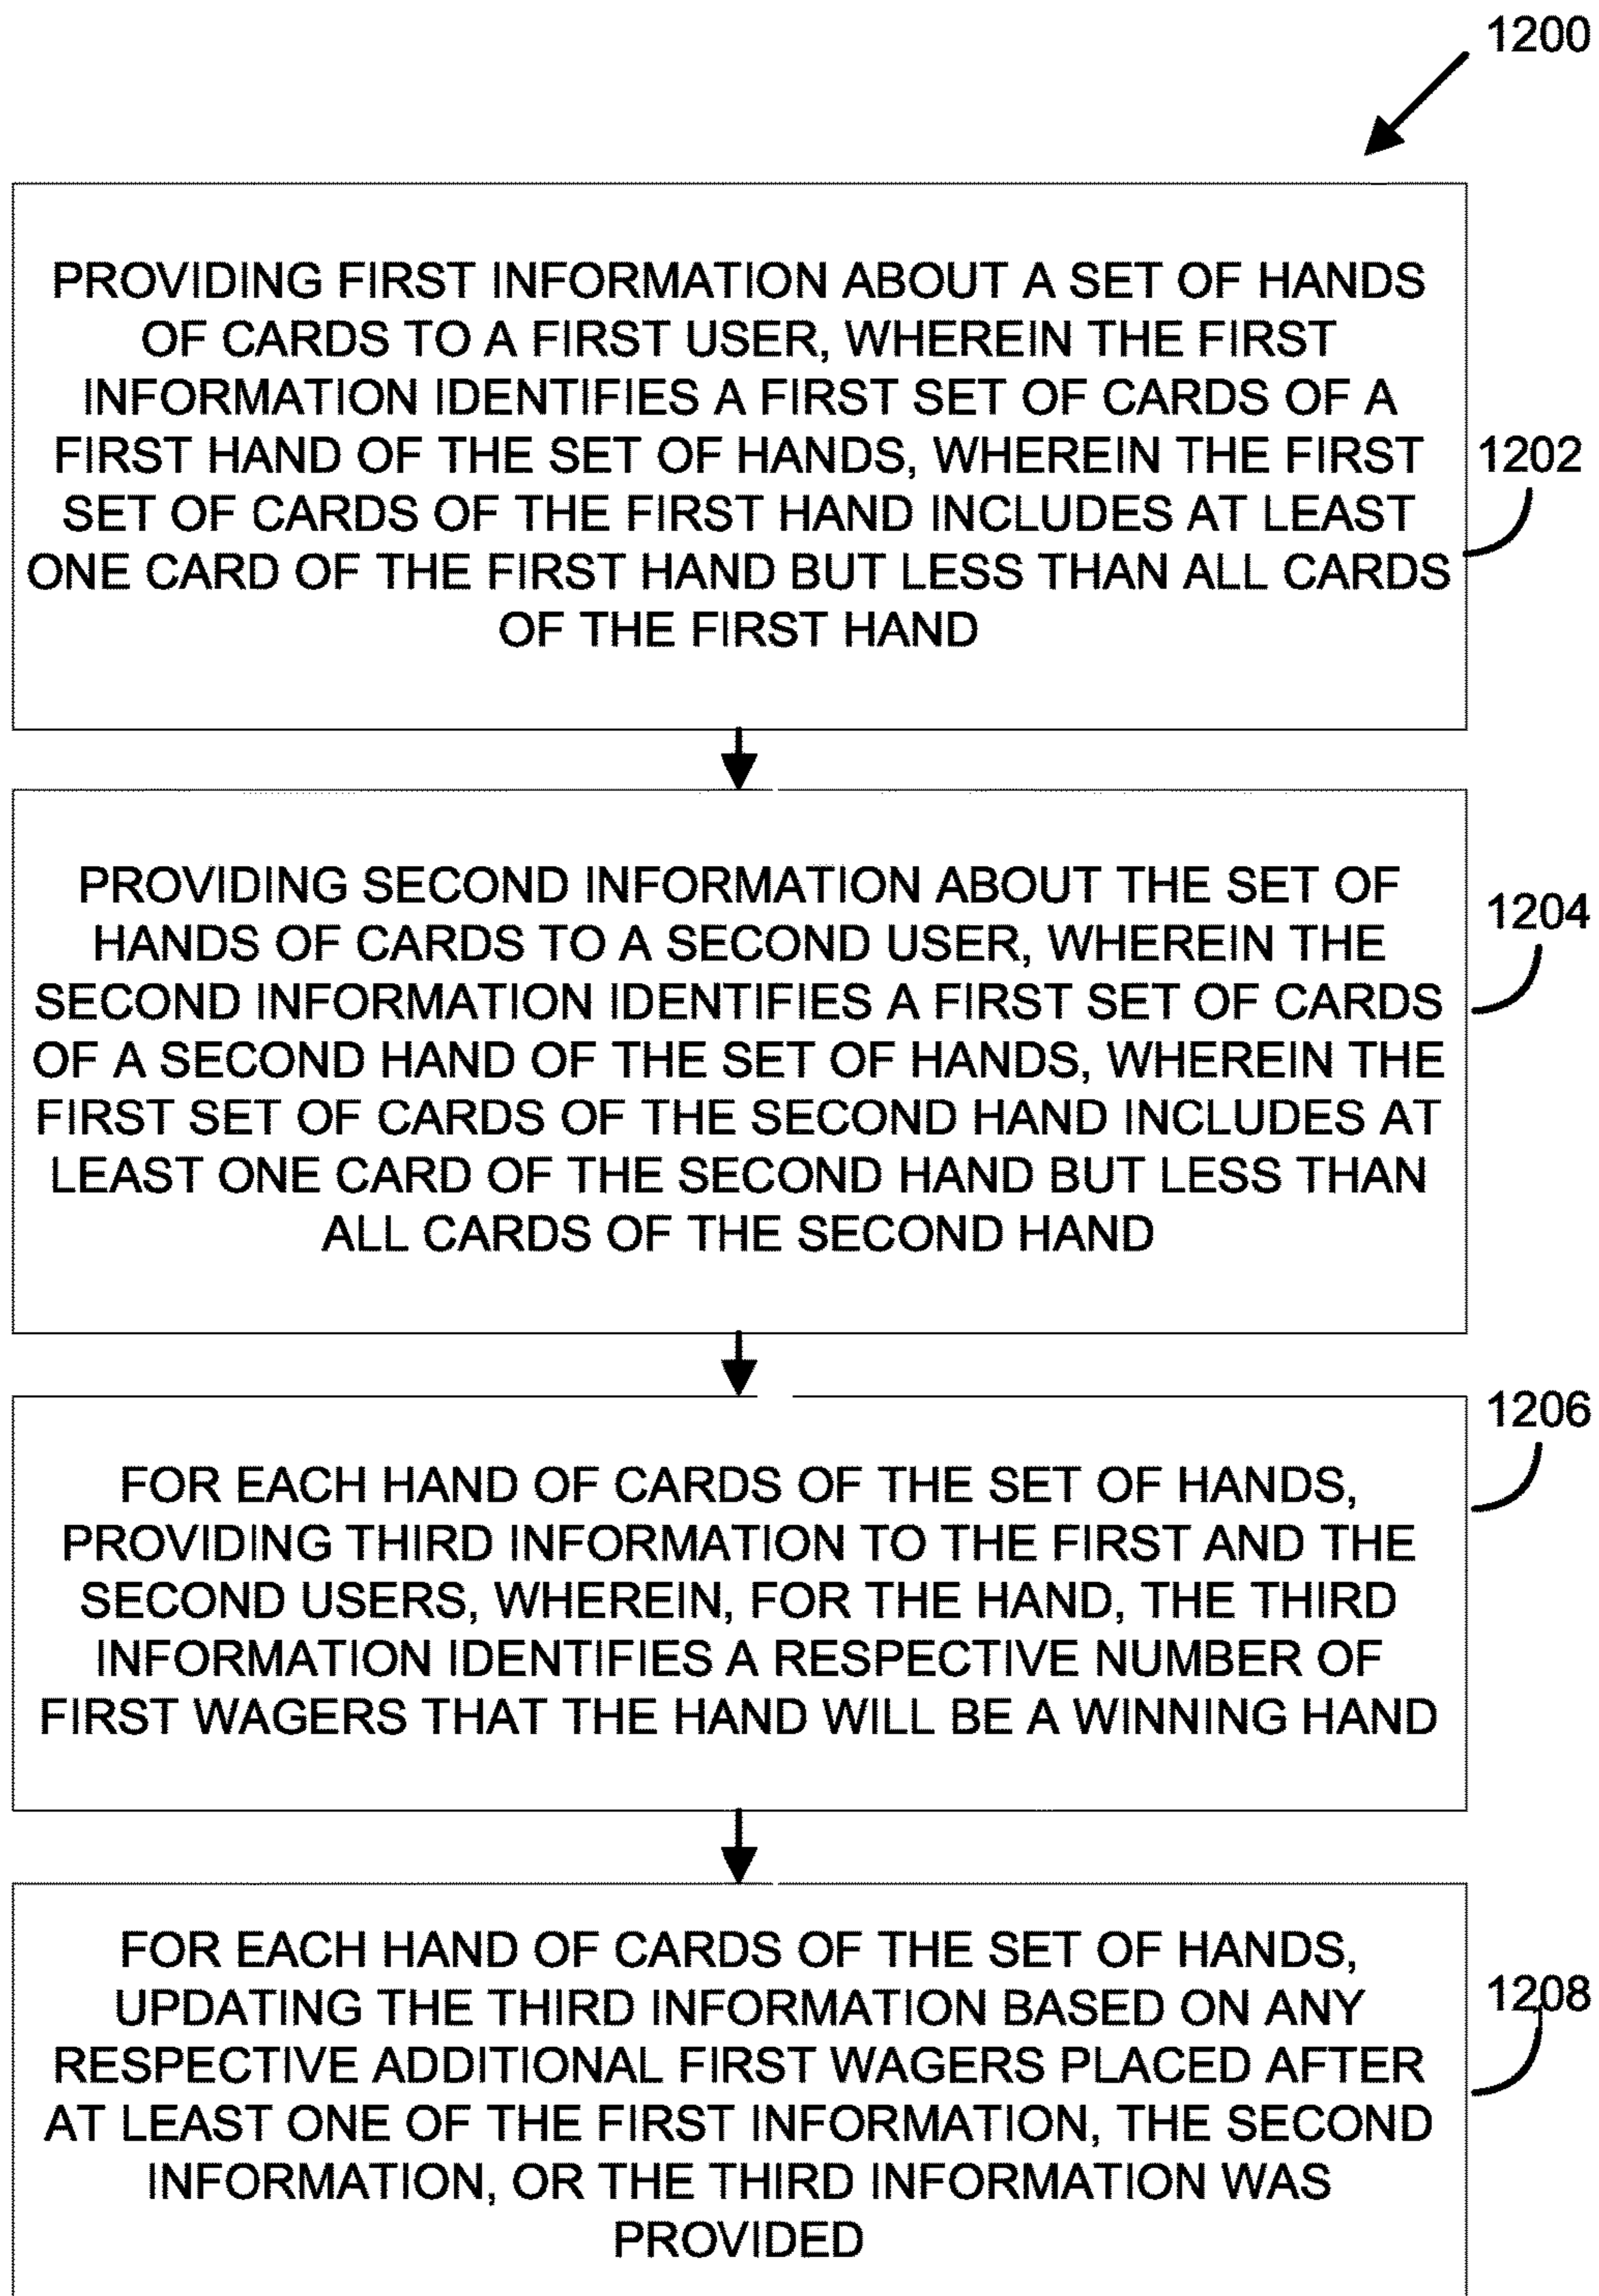 1200
PROVIDING FIRST INFORMATION ABOUT A SET OF HANDS
OF CARDS TO A FIRST USER, WHEREIN THE FIRST
INFORMATION IDENTIFIES A FIRST SET OF CARDS OF A
FIRST HAND OF THE SET OF HANDS, WHEREIN THE FIRST
SET OF CARDS OF THE FIRST HAND INCLUDES AT LEAST
ONE CARD OF THE FIRST HAND BUT LESS THAN ALL CARDS
OF THE FIRST HAND
1202
PROVIDING SECOND INFORMATION ABOUT THE SET OF
HANDS OF CARDS TO A SECOND USER, WHEREIN THE
SECOND INFORMATION IDENTIFIES A FIRST SET OF CARDS
OF A SECOND HAND OF THE SET OF HANDS, WHEREIN THE
FIRST SET OF CARDS OF THE SECOND HAND INCLUDES AT
LEAST ONE CARD OF THE SECOND HAND BUT LESS THAN
ALL CARDS OF THE SECOND HAND
1204
FOR EACH HAND OF CARDS OF THE SET OF HANDS,
PROVIDING THIRD INFORMATION TO THE FIRST AND THE
SECOND USERS, WHEREIN, FOR THE HAND, THE THIRD
INFORMATION IDENTIFIES A RESPECTIVE NUMBER OF
FIRST WAGERS THAT THE HAND WILL BE A WINNING HAND
1206
FOR EACH HAND OF CARDS OF THE SET OF HANDS,
UPDATING THE THIRD INFORMATION BASED ON ANY
RESPECTIVE ADDITIONAL FIRST WAGERS PLACED AFTER
AT LEAST ONE OF THE FIRST INFORMATION, THE SECOND
INFORMATION, OR THE THIRD INFORMATION WAS
PROVIDED
1208